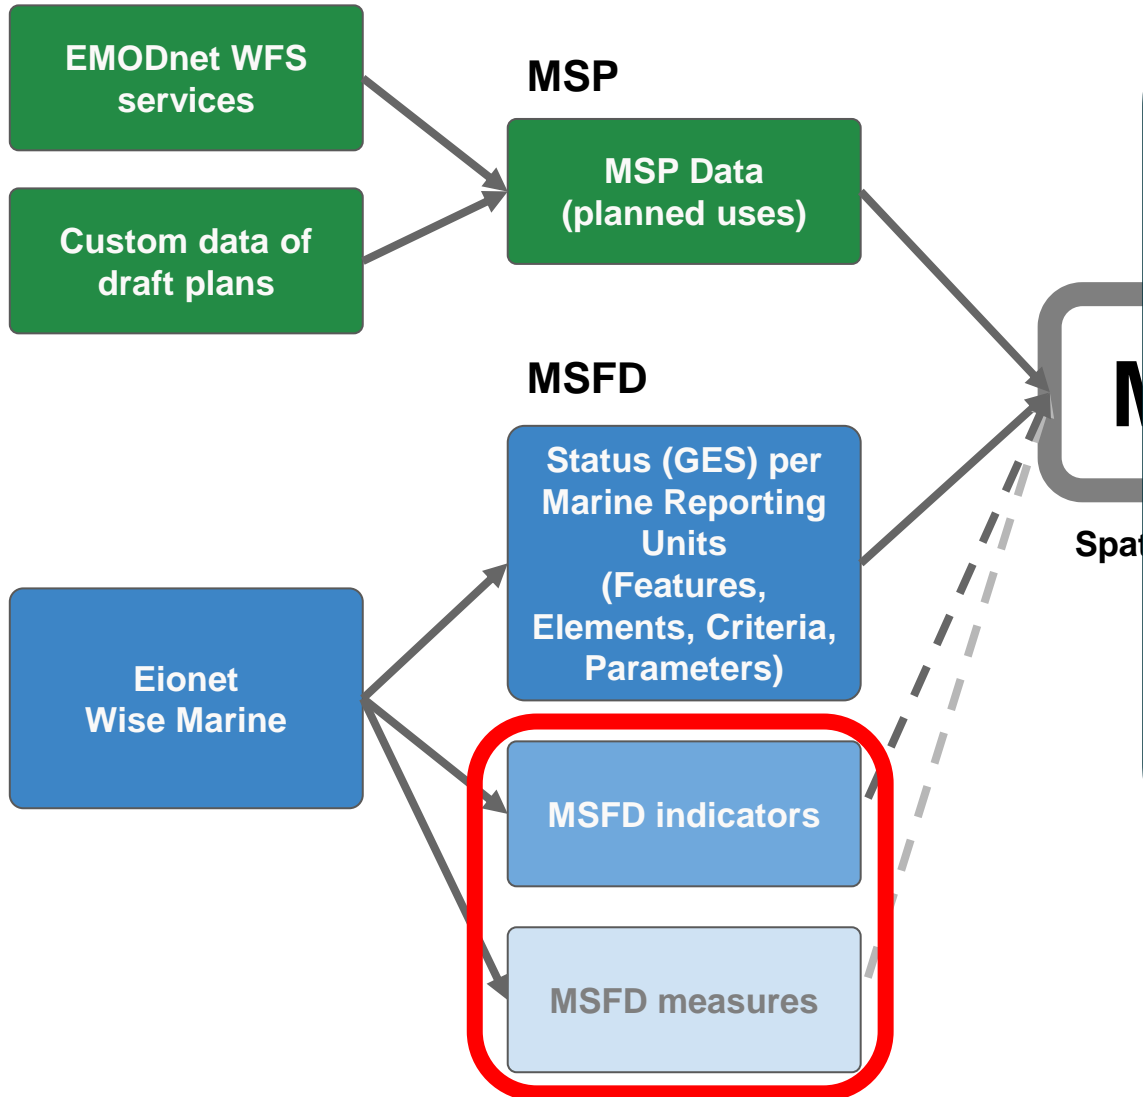 EMODnet WFS
services
Custom data of
draft plans
MSP
MSP Data
(planned uses)
MSFD
Status (GES) per
Marine Reporting
Units
(Features,
Elements, Criteria,
Parameters)
Eionet
Wise Marine
MSFD indicators
MSFD measures